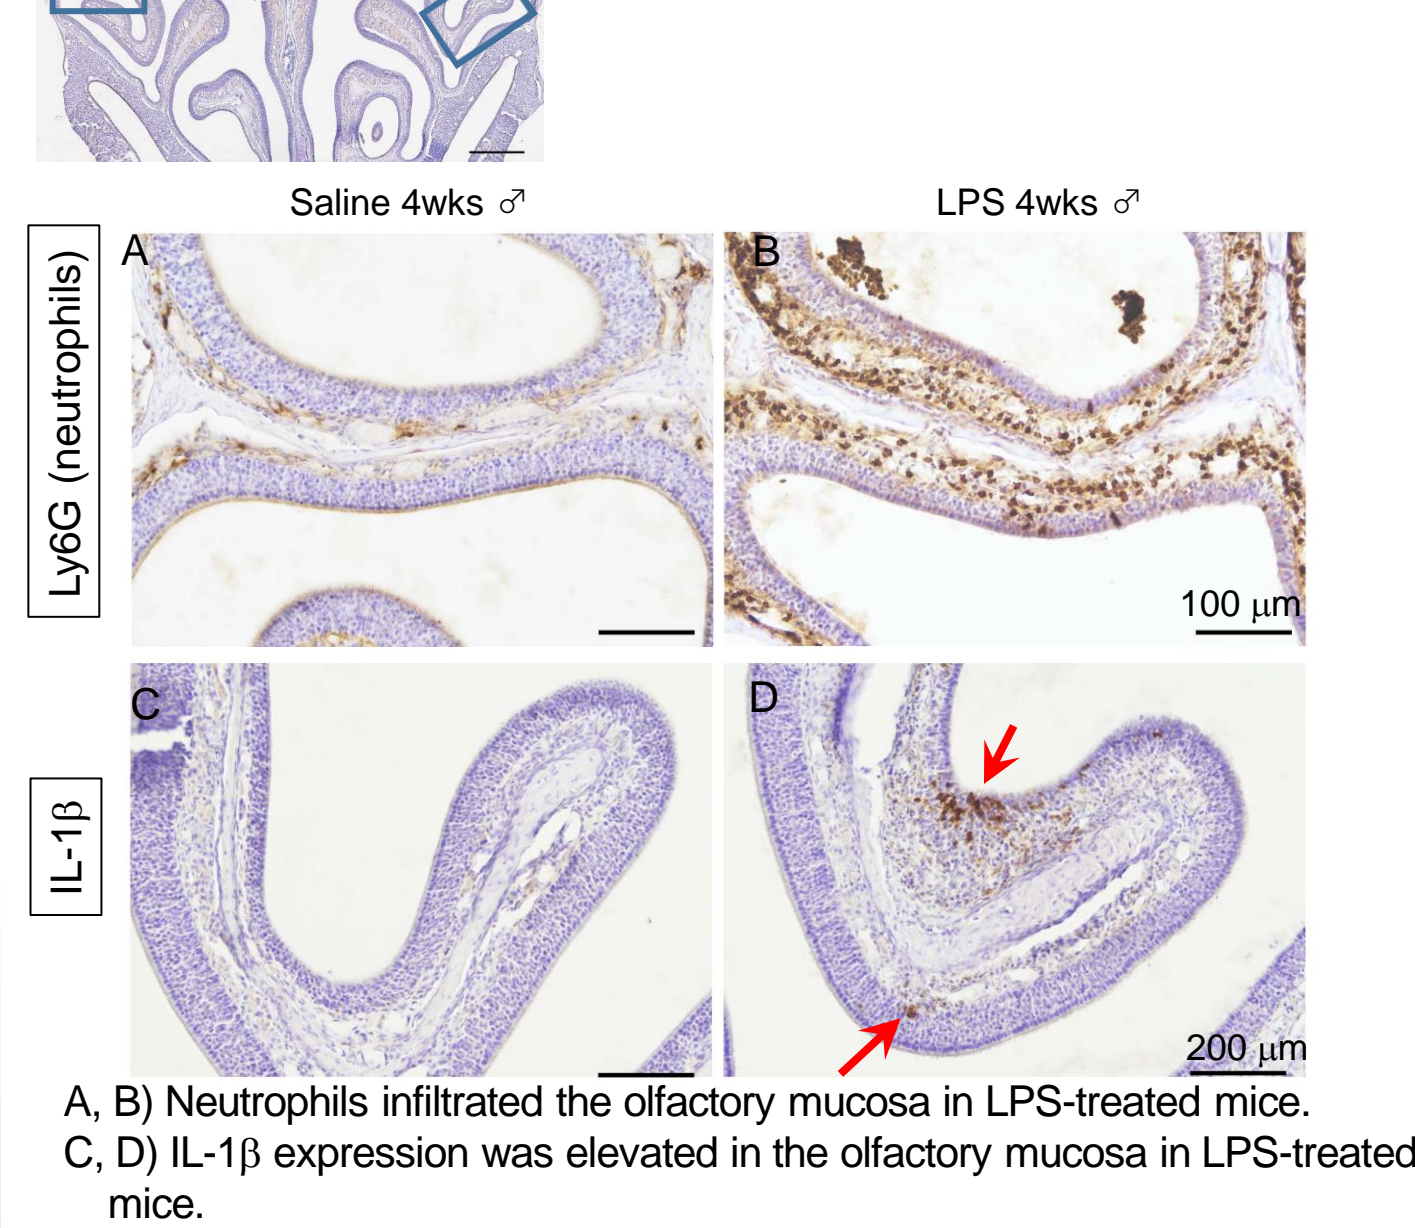 Saline 4wks ♂
LPS 4wks ♂
Ly6G (neutrophils)
A
B
100 μm
IL-1β
C
D
200 μm
A, B) Neutrophils infiltrated the olfactory mucosa in LPS-treated mice.
C, D) IL-1β expression was elevated in the olfactory mucosa in LPS-treated
mice.